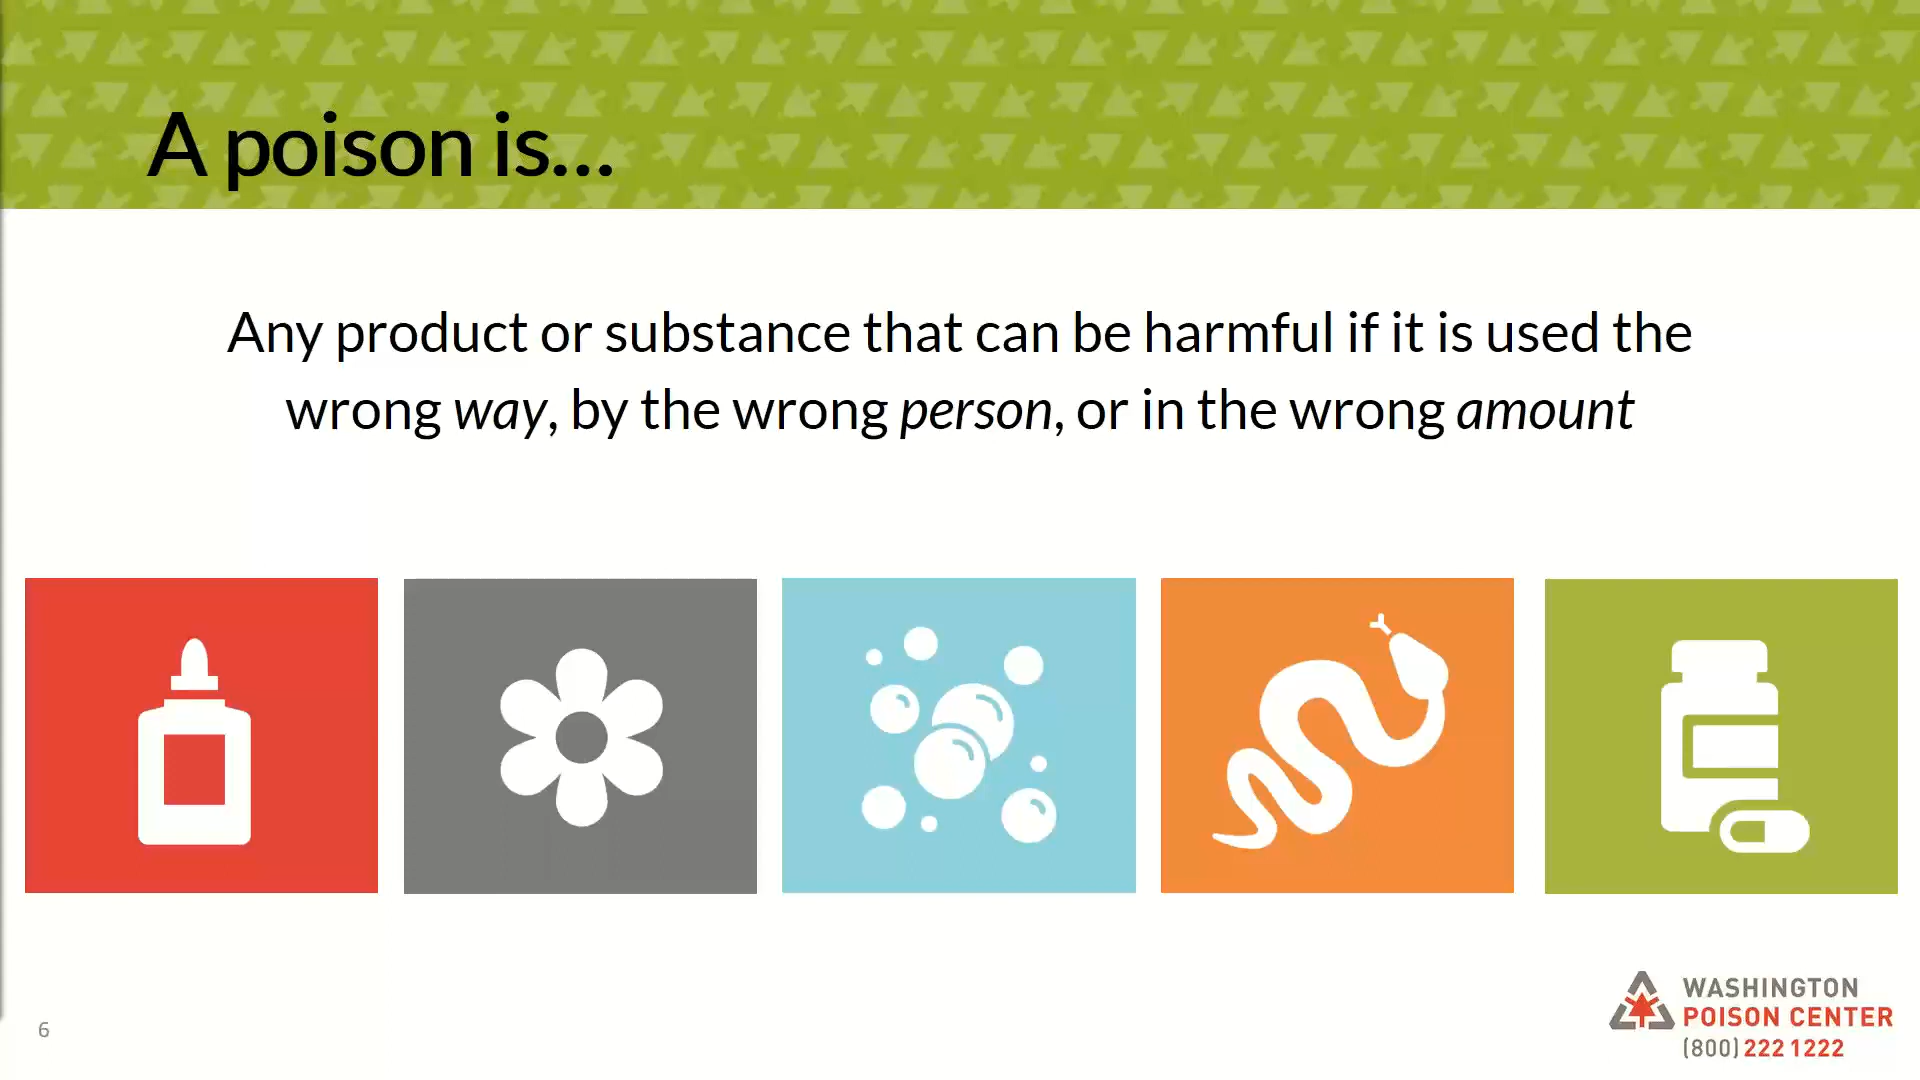 A poison is...
Any product or substance that can be harmful if it is used the
wrong way, by the wrong person, or in the wrong amount
6
WASHINGTON
POISON CENTER
(800) 222 1222